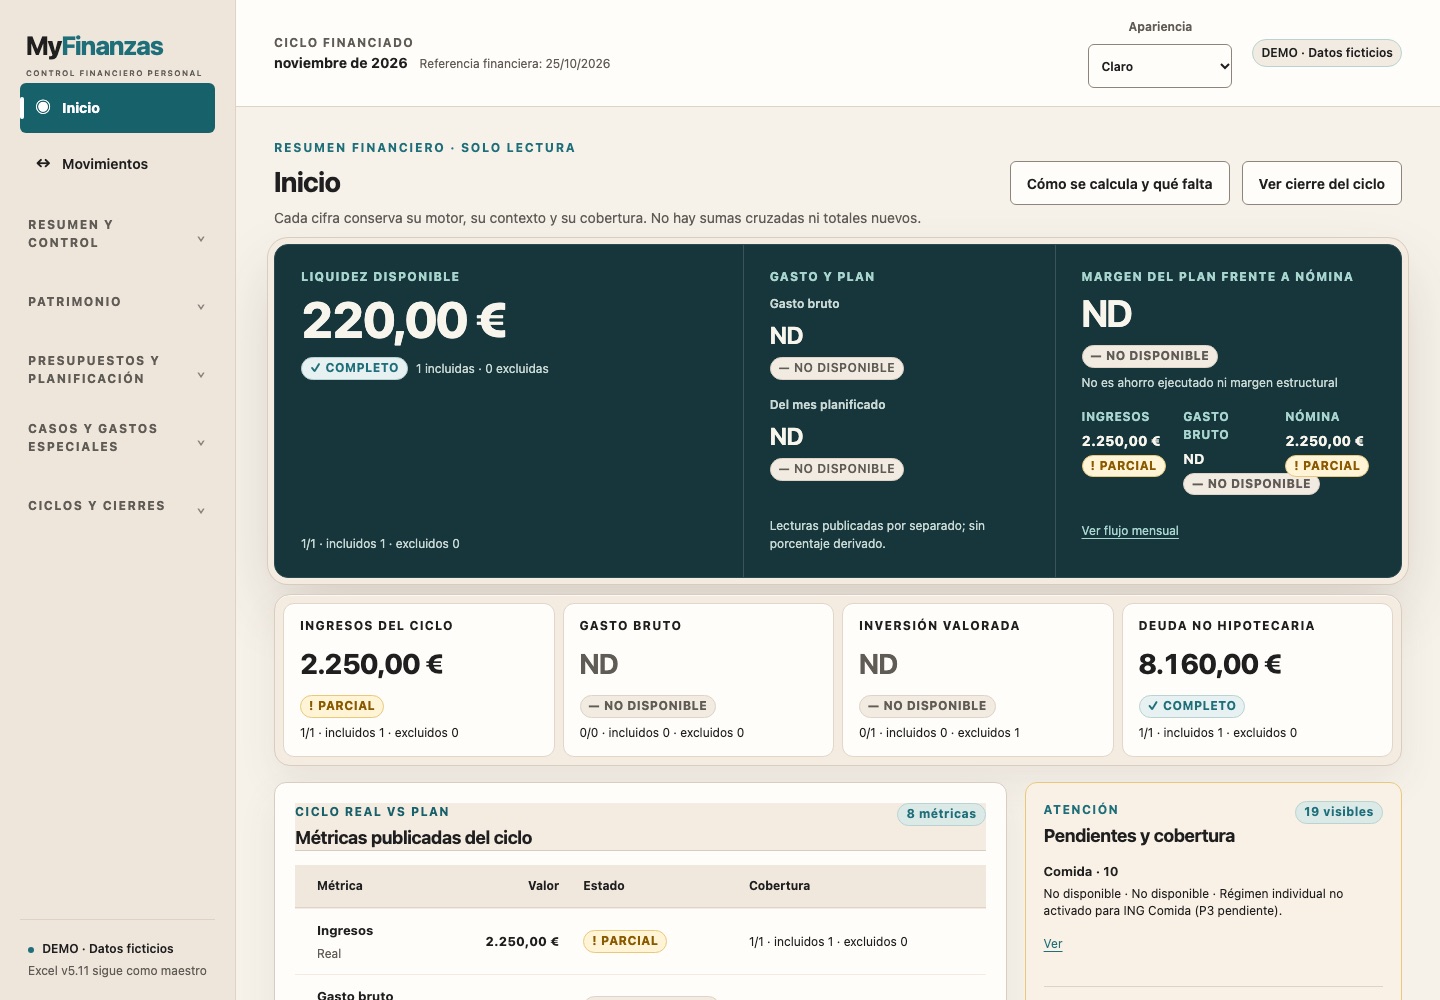 MyFinanzas
CONTROL FINANCIERO PERSONAL
Inicio
Movimientos
RESUMEN Y
CONTROL
PATRIMONIO
PRESUPUESTOS Y
PLANIFICACIÓN
CASOS Y GASTOS
ESPECIALES
CICLOS Y CIERRES
DEMO · Datos ficticios
Excel v5.11 sigue como maestro
CICLO FINANCIADO
noviembre de 2026 Referencia financiera: 25/10/2026
Apariencia
Claro
DEMO · Datos ficticios
RESUMEN FINANCIERO · SOLO LECTURA
Inicio
Cada cifra conserva su motor, su contexto y su cobertura. No hay sumas cruzadas ni totales nuevos.
Cómo se calcula y qué falta
Ver cierre del ciclo
LIQUIDEZ DISPONIBLE
220,00 €
✓ COMPLETO 1 incluidas · 0 excluidas
1/1 · incluidos 1 · excluidos 0
GASTO Y PLAN
Gasto bruto
ND
— NO DISPONIBLE
Del mes planificado
ND
— NO DISPONIBLE
Lecturas publicadas por separado; sin
porcentaje derivado.
MARGEN DEL PLAN FRENTE A NÓMINA
ND
— NO DISPONIBLE
No es ahorro ejecutado ni margen estructural
INGRESOS
2.250,00 €
! PARCIAL
GASTO
BRUTO
ND
— NO DISPONIBLE
NÓMINA
2.250,00 €
! PARCIAL
Ver flujo mensual
INGRESOS DEL CICLO
2.250,00 €
! PARCIAL
1/1 · incluidos 1 · excluidos 0
GASTO BRUTO
ND
— NO DISPONIBLE
0/0 · incluidos 0 · excluidos 0
INVERSIÓN VALORADA
ND
— NO DISPONIBLE
0/1 · incluidos 0 · excluidos 1
DEUDA NO HIPOTECARIA
8.160,00 €
✓ COMPLETO
1/1 · incluidos 1 · excluidos 0
CICLO REAL VS PLAN
Métricas publicadas del ciclo
8 métricas
Métrica Valor Estado Cobertura
Ingresos
Real
2.250,00 € ! PARCIAL 1/1 · incluidos 1 · excluidos 0
Gasto bruto
ATENCIÓN
Pendientes y cobertura
19 visibles
Comida · 10
No disponible · No disponible · Régimen individual no
activado para ING Comida (P3 pendiente).
Ver